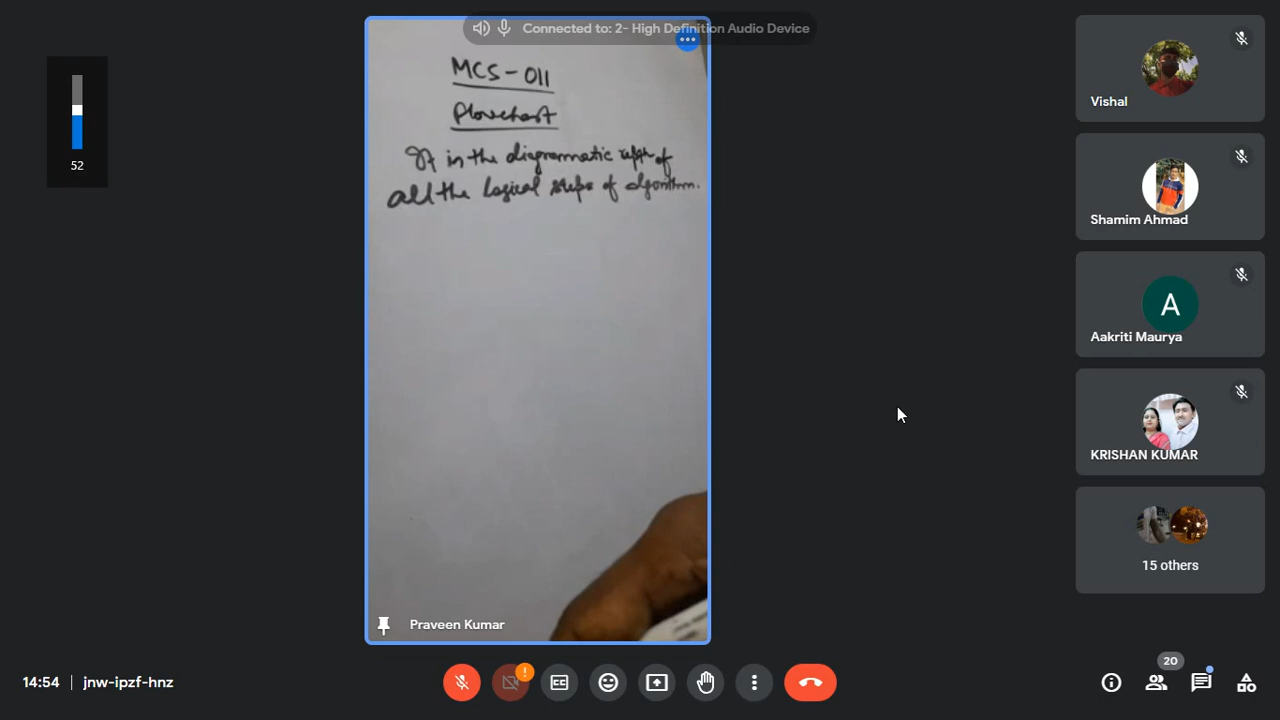 Connected to: 2- High Definition Audio Device
52
MCS-011
Flowchart
It is the diagrammatic repn of
all the logical steps of algorithm.
Praveen Kumar
Vishal
Shamim Ahmad
A
Aakriti Maurya
KRISHAN KUMAR
15 others
14:54 | jnw-ipzf-hnz
20